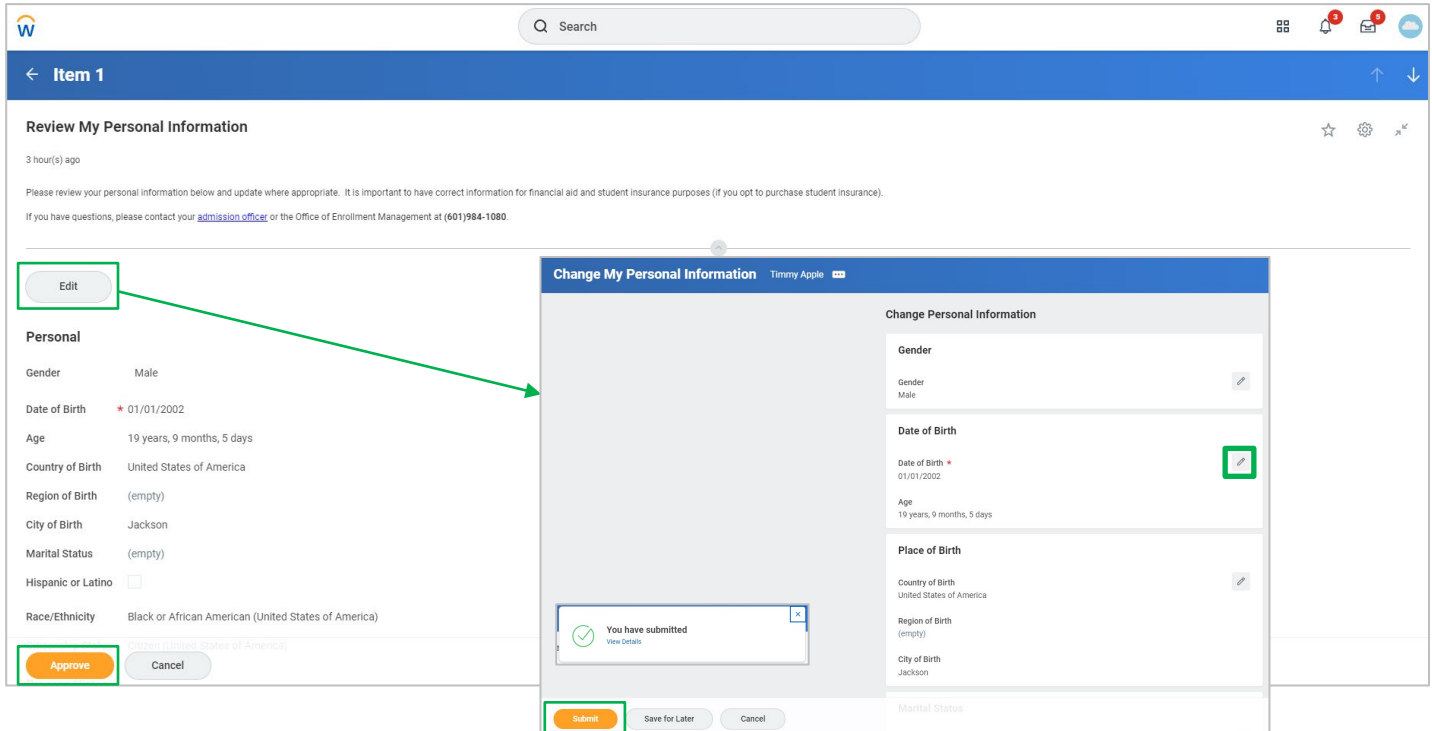 W
Search
3
5
Item 1
Review My Personal Information
3 hour(s) ago
Please review your personal information below and update where appropriate. It is important to have correct information for financial aid and student insurance purposes (if you opt to purchase student insurance).
If you have questions, please contact your admission officer or the Office of Enrollment Management at (601)984-1080.
Edit
Personal
Gender Male
Date of Birth * 01/01/2002
Age 19 years, 9 months, 5 days
Country of Birth United States of America
Region of Birth (empty)
City of Birth Jackson
Marital Status (empty)
Hispanic or Latino
Race/Ethnicity Black or African American (United States of America)
Citizen (United States of America)
Approve Cancel
Change My Personal Information Timmy Apple
Change Personal Information
Gender
Gender
Male
Date of Birth
Date of Birth *
01/01/2002
Age
19 years, 9 months, 5 days
Place of Birth
Country of Birth
United States of America
Region of Birth
(empty)
City of Birth
Jackson
Marital Status
You have submitted
View Details
Submit Save for Later Cancel